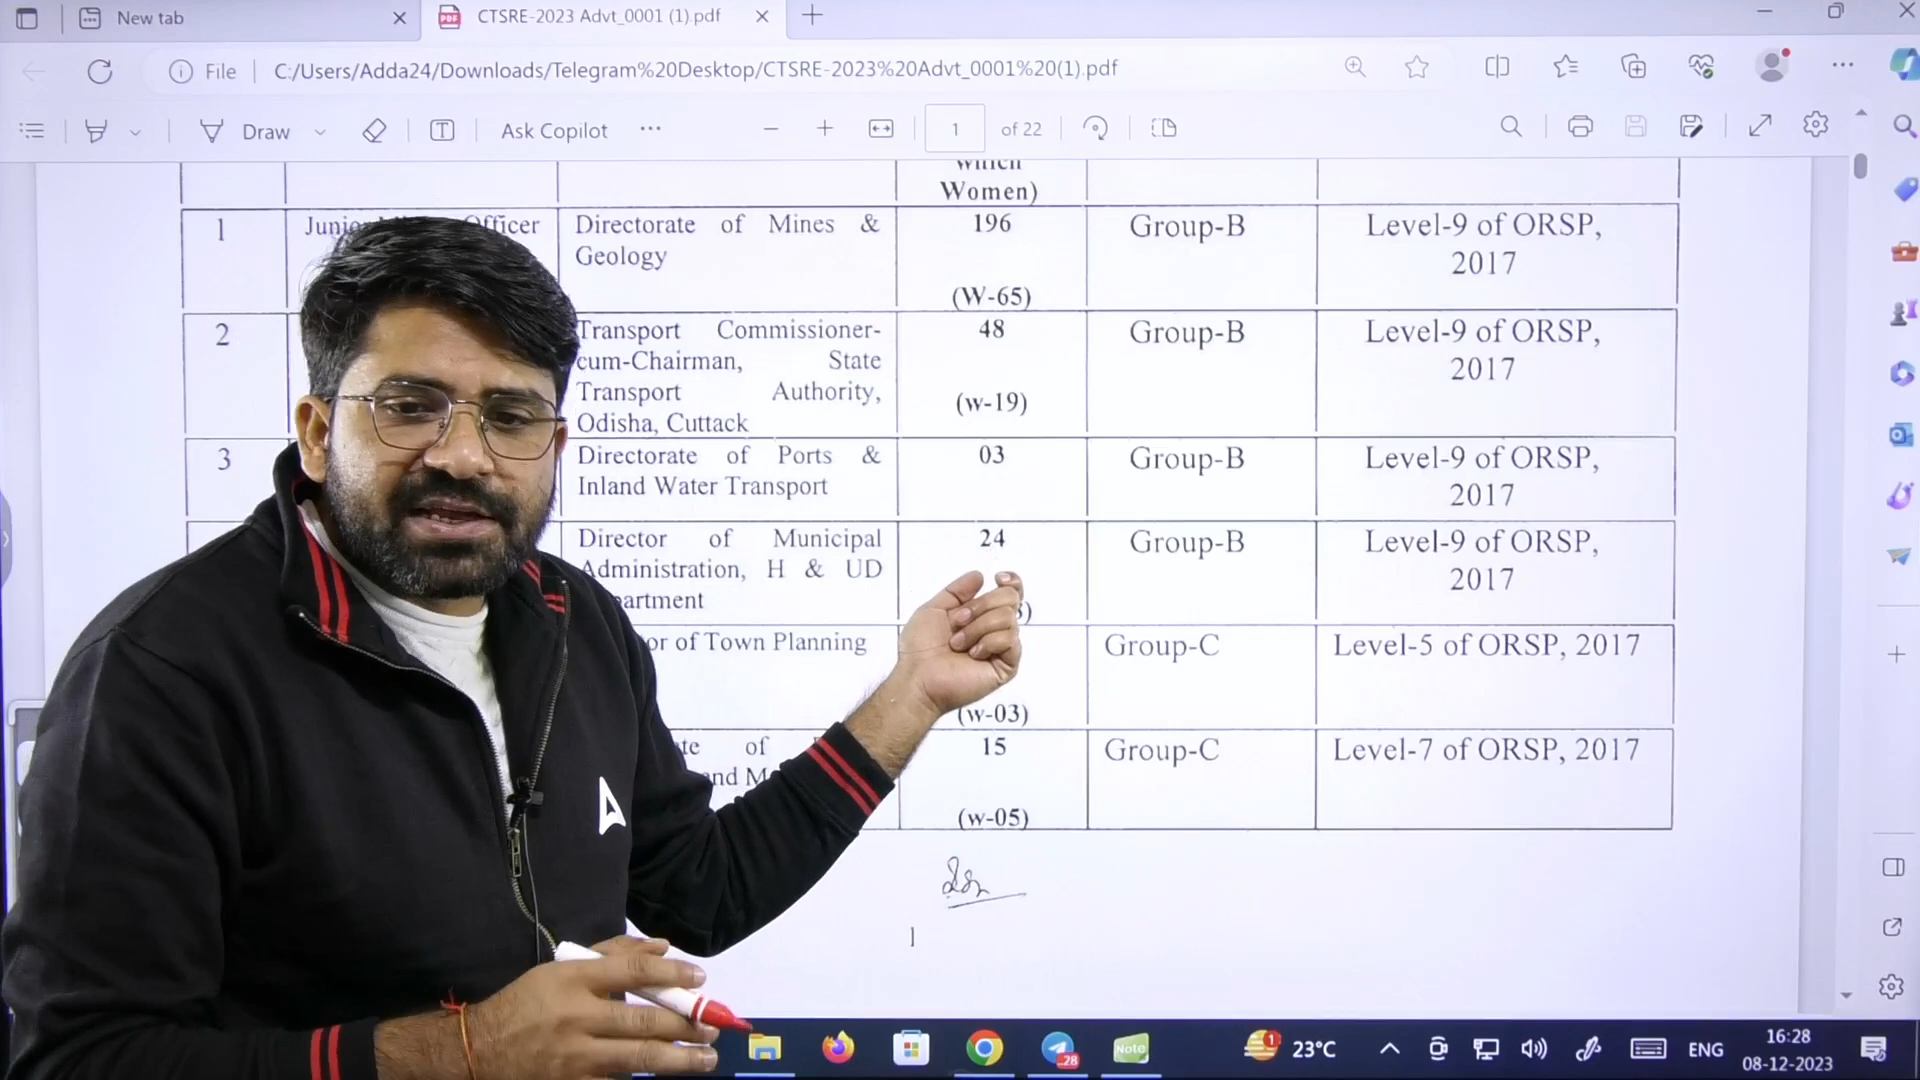 New tab
CTSRE-2023 Advt_0001 (1).pdf
File
C:/Users/Adda24/Downloads/Telegram%20Desktop/CTSRE-2023%20Advt_0001%20(1).pdf
Draw
Ask Copilot
1
of 22
which
Women)
1
Officer
Directorate of Mines &
Geology
196
(W-65)
Group-B
Level-9 of ORSP,
2017
2
Transport Commissioner-
cum-Chairman, State
Transport Authority,
Odisha, Cuttack
48
(w-19)
Group-B
Level-9 of ORSP,
2017
3
Directorate of Ports &
Inland Water Transport
03
Group-B
Level-9 of ORSP,
2017
Director of Municipal
Administration, H & UD
24
Group-B
Level-9 of ORSP,
2017
of Town Planning
(w-03)
Group-C
Level-5 of ORSP, 2017
of
15
(w-05)
Group-C
Level-7 of ORSP, 2017
1
Note
28
1
23°C
ENG
16:28
08-12-2023